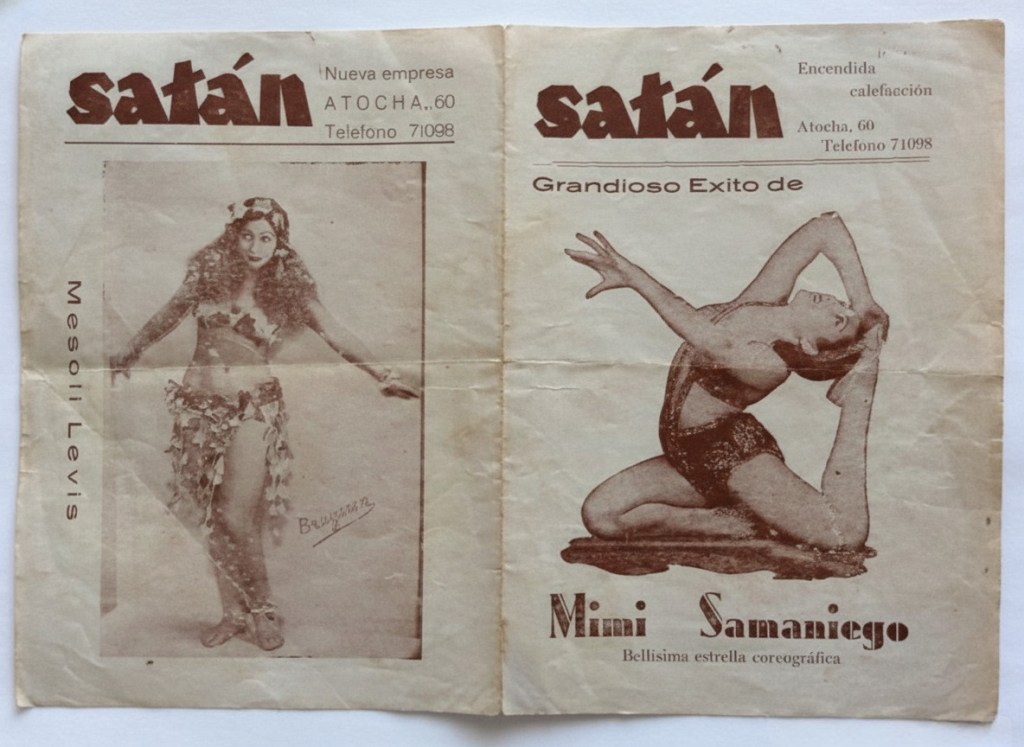 satán
Nueva empresa
ATOCHA,.60
Telefono 71098
Mesoli Levis
satán
Encendida
calefacción
Atocha, 60
Telefono 71098
Grandioso Exito de
Mimi Samaniego
Bellisima estrella coreográfica